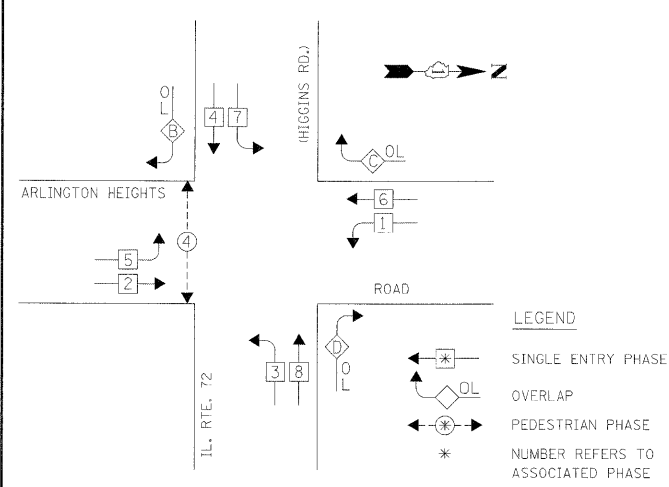 (HIGGINS RD.)
N
OL
B
4
7
C
OL
ARLINGTON HEIGHTS
6
1
4
5
2
ROAD
IL. RTE. 72
3
8
D
OL
LEGEND
* SINGLE ENTRY PHASE
OL OVERLAP
* PEDESTRIAN PHASE
* NUMBER REFERS TO
ASSOCIATED PHASE